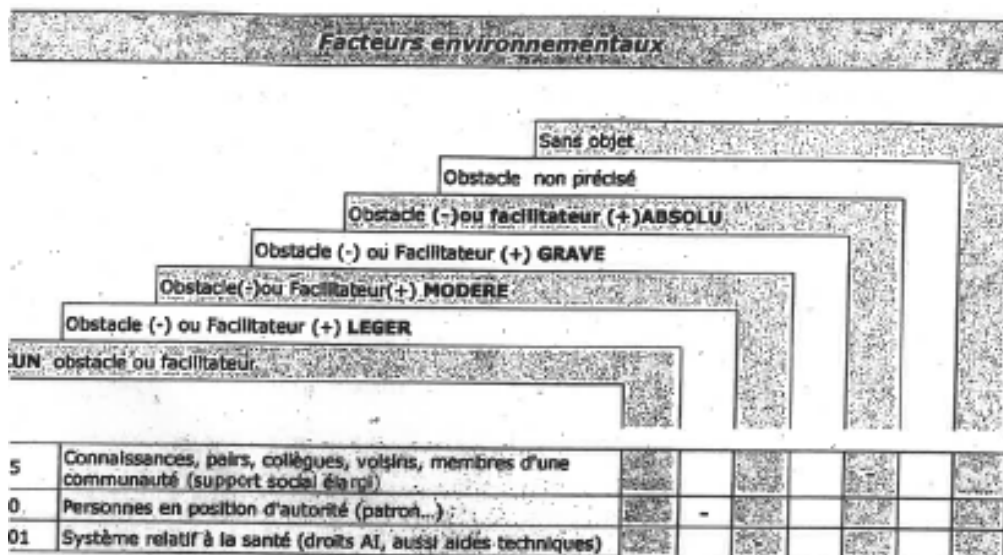 Facteurs environnementaux
Sans objet
Obstacle non précisé
Obstacle (-)ou facilitateur (+)ABSOLU
Obstacle (-) ou Facilitateur (+) GRAVE
Obstacle(-)ou Facilitateur(+) MODERE
Obstacle (-) ou Facilitateur (+) LEGER
CUN obstacle ou facilitateur
5 Connaissances, pairs, collègues, voisins, membres d'une
communauté (support social élargi)
0 Personnes en position d'autorité (patron...) -
01 Système relatif à la santé (droits AI, aussi aides techniques)